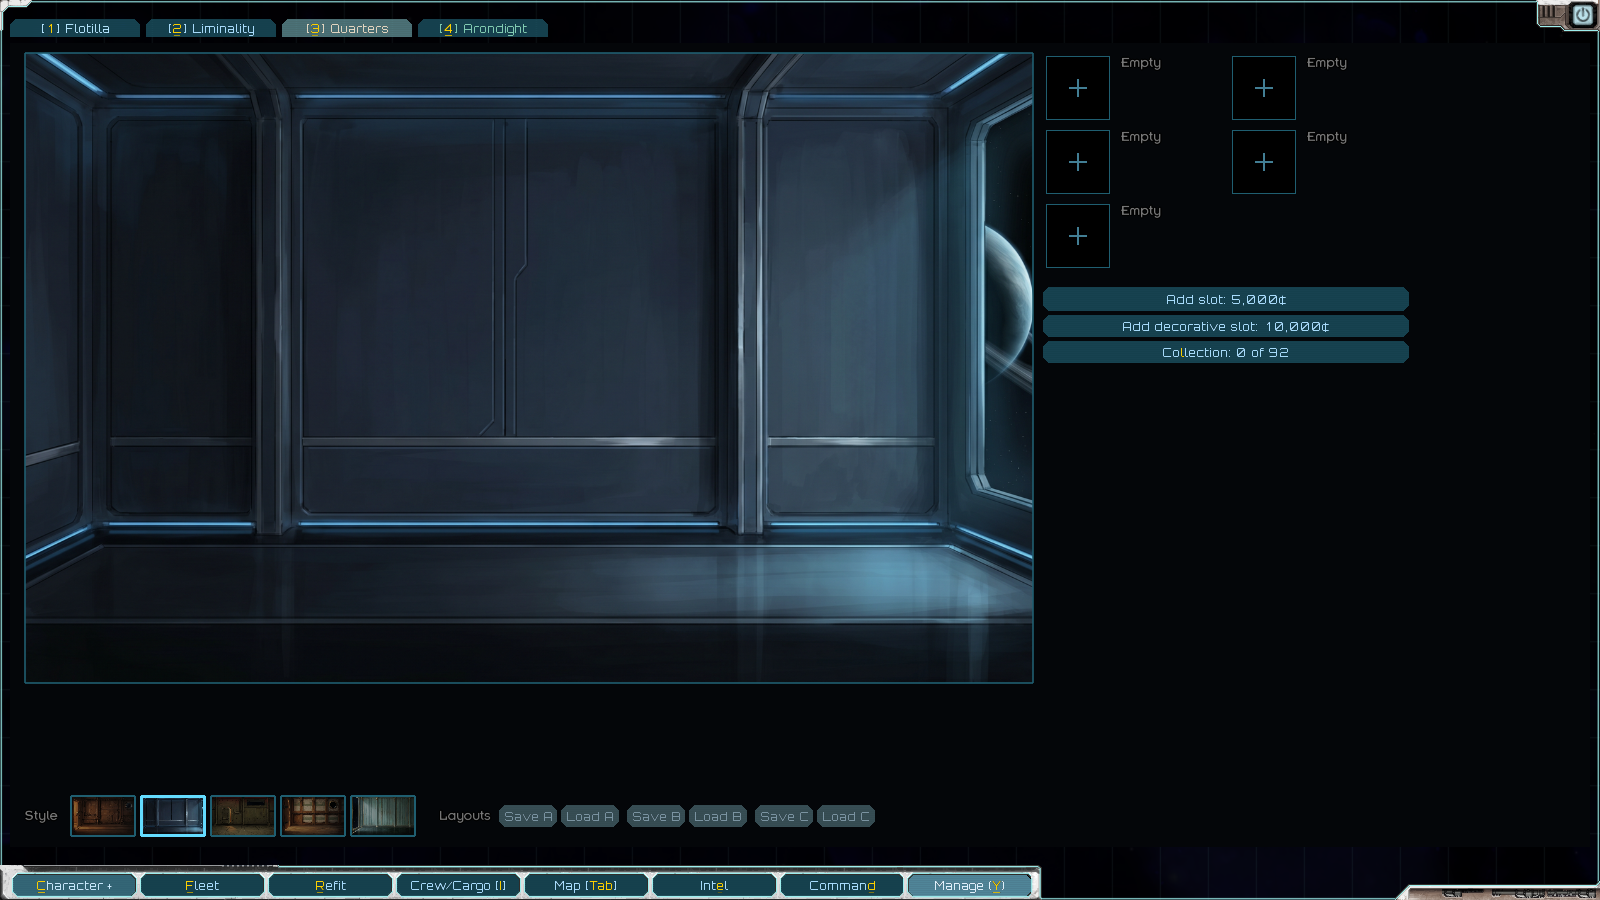 [1] Flotilla
[2] Liminality
[3] Quarters
[4] Arondight
Empty
Empty
Empty
Empty
Empty
Add slot: 5,000¢
Add decorative slot: 10,000¢
Collection: 0 of 92
Style
Layouts
Save A
Load A
Save B
Load B
Save C
Load C
Character +
Fleet
Refit
Crew/Cargo [I]
Map [Tab]
Intel
Command
Manage (Y)